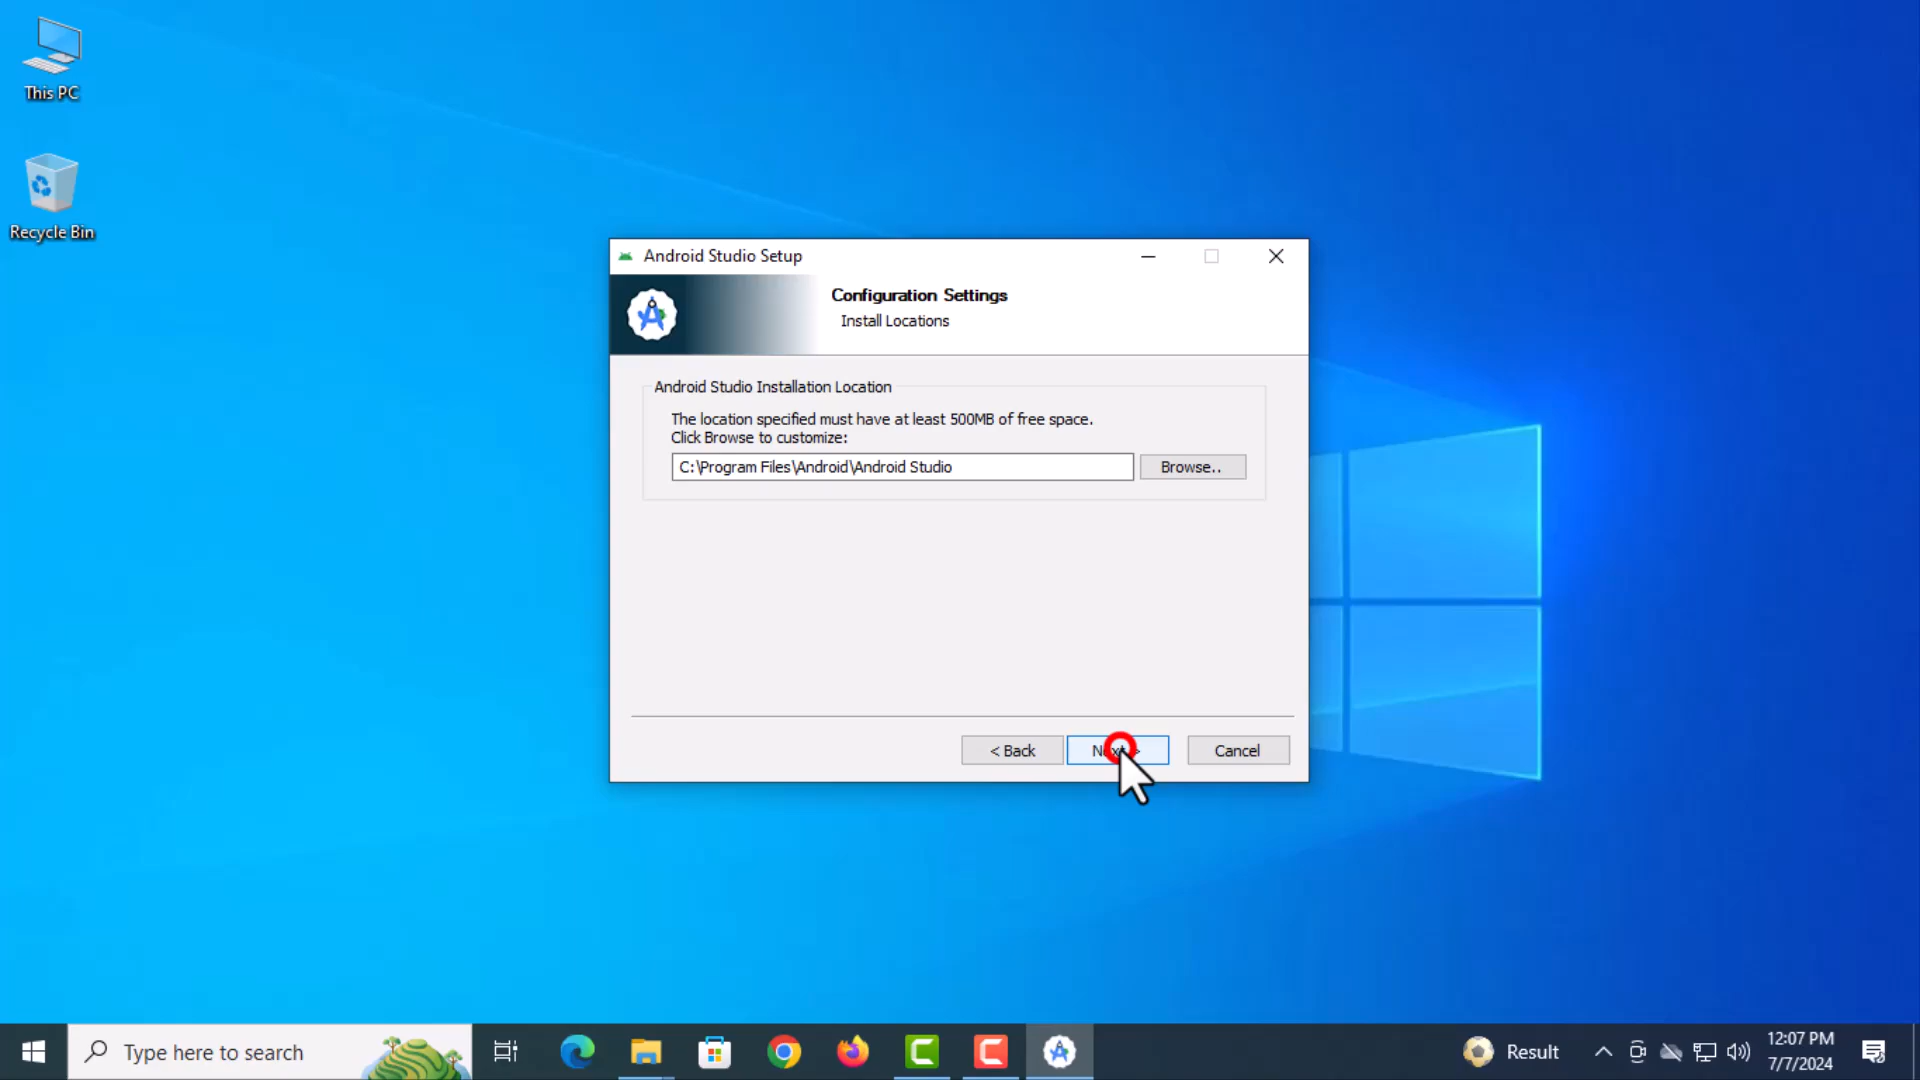 This PC
Recycle Bin
Android Studio Setup
Configuration Settings
Install Locations
Android Studio Installation Location
The location specified must have at least 500MB of free space.
Click Browse to customize:
C:\Program Files\Android\Android Studio
Browse..
< Back
Next >
Cancel
Type here to search
Result
12:07 PM
7/7/2024